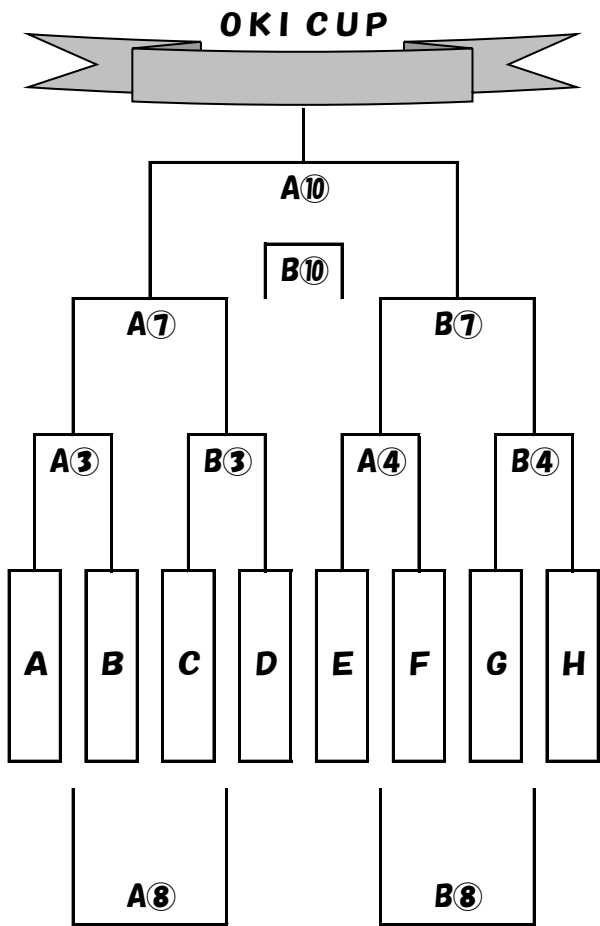 OKI CUP
A⑩
B⑩
A⑦ B⑦
A③ B③ A④ B④
A B C D E F G H
A⑧ B⑧